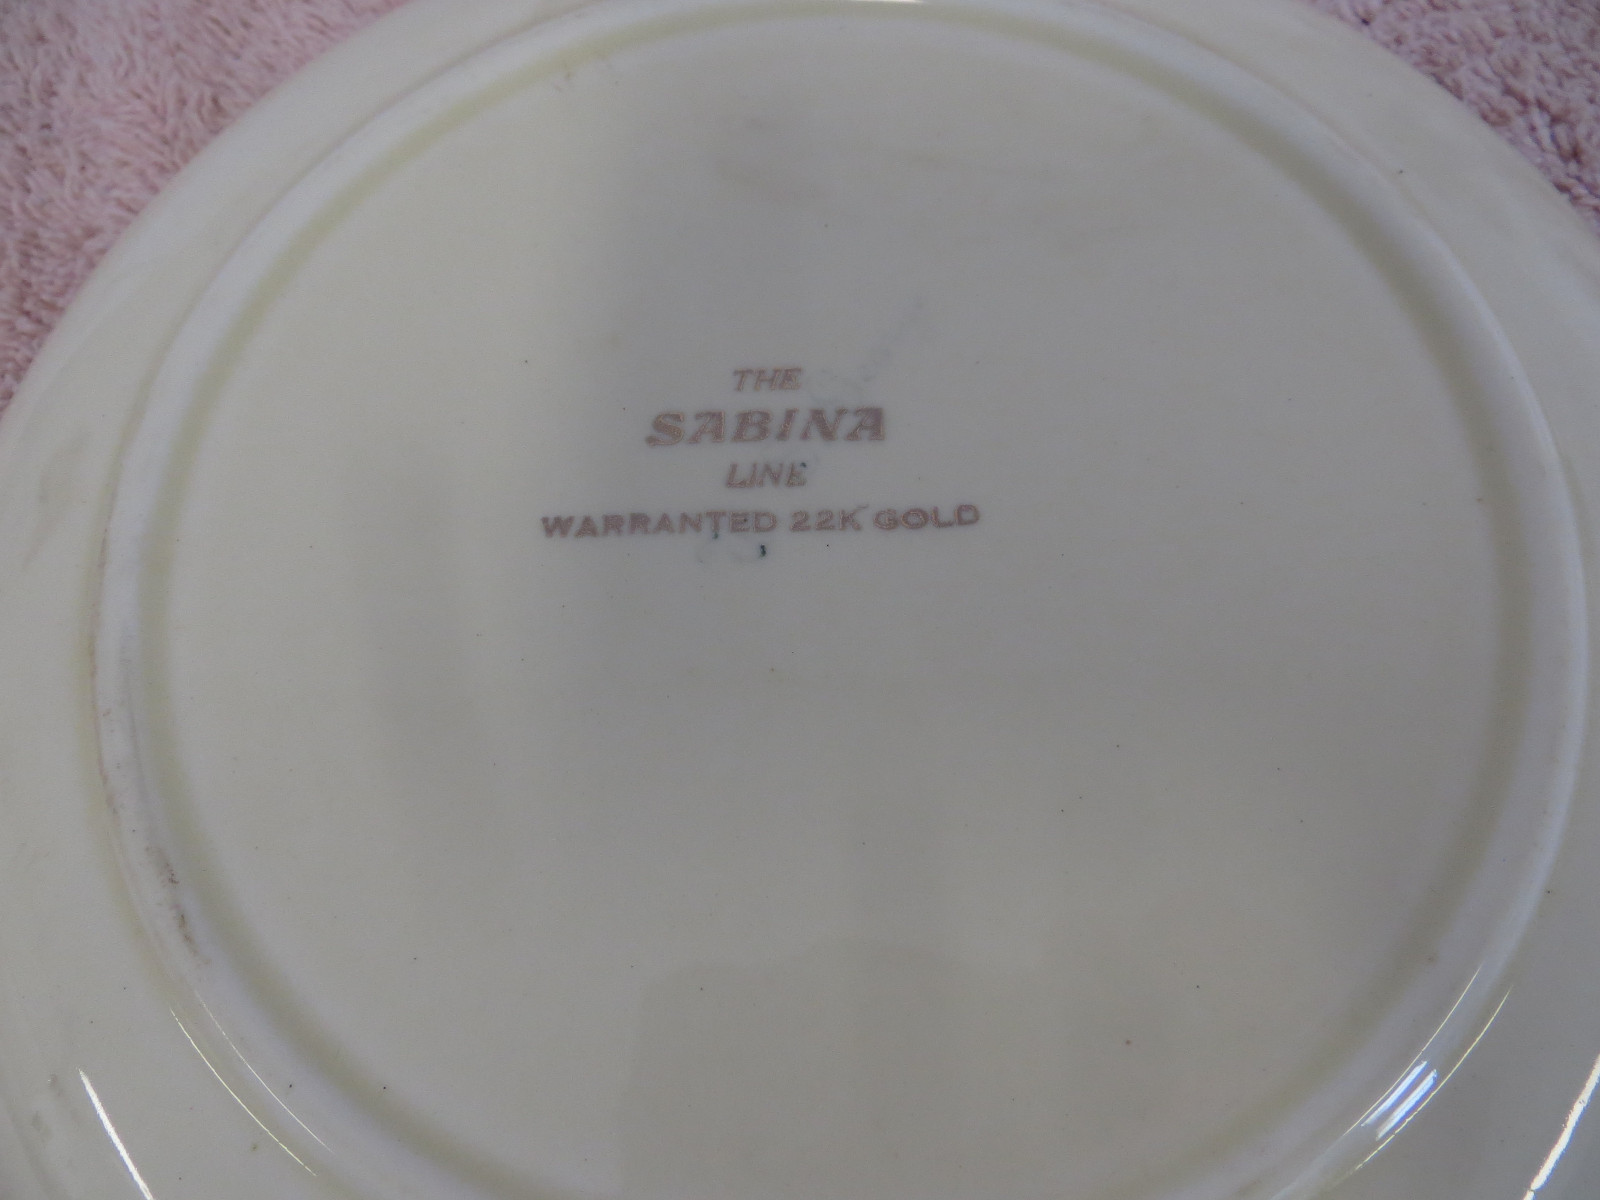 THE
SABINA
LINE
WARRANTED 22K GOLD